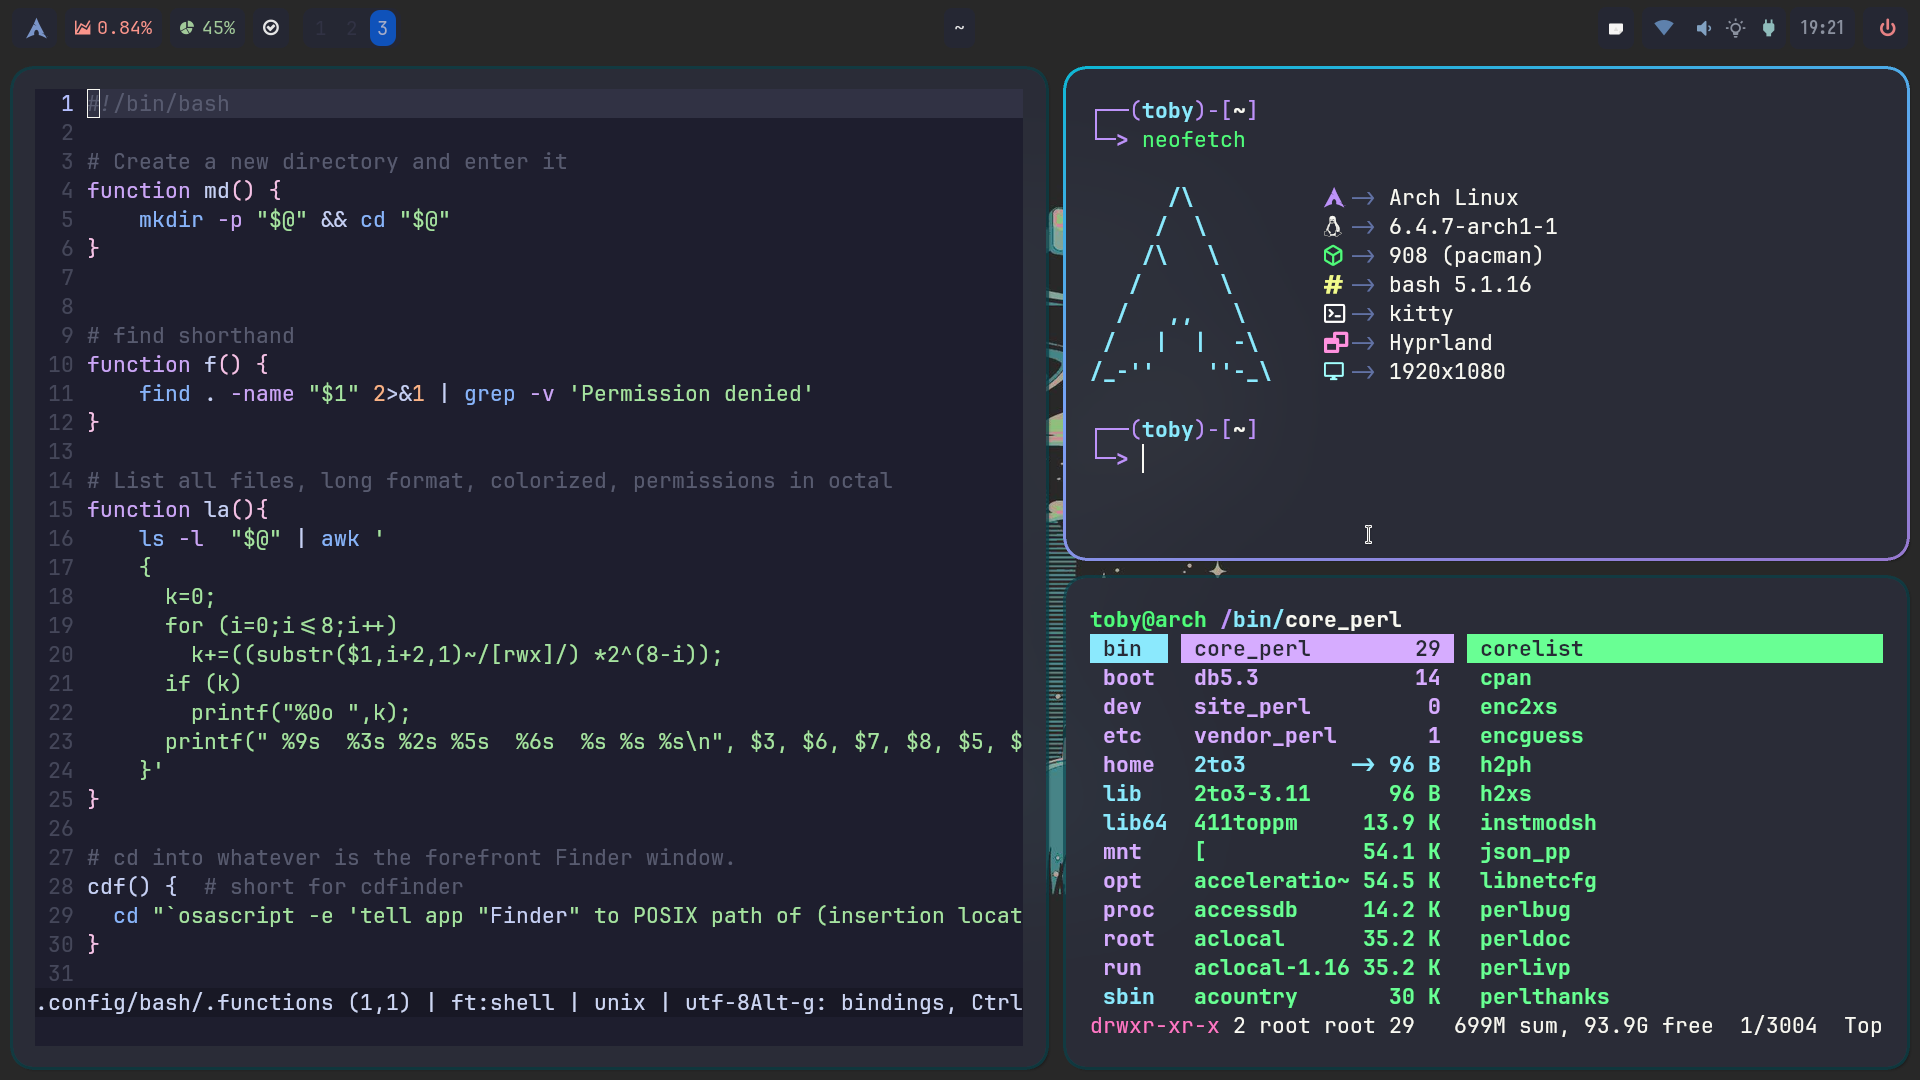 0.84% 45% 1 2 3
~
19:21
1 #!/bin/bash
2
3 # Create a new directory and enter it
4 function md() {
5     mkdir -p "$@" && cd "$@"
6 }
7
8
9 # find shorthand
10 function f() {
11     find . -name "$1" 2>&1 | grep -v 'Permission denied'
12 }
13
14 # List all files, long format, colorized, permissions in octal
15 function la(){
16     ls -l  "$@" | awk '
17     {
18       k=0;
19       for (i=0;i<=8;i++)
20         k+=((substr($1,i+2,1)~/[rwx]/) *2^(8-i));
21       if (k)
22         printf("%0o ",k);
23       printf(" %9s  %3s %2s %5s  %6s  %s %s %s\n", $3, $6, $7, $8, $5, $
24     }'
25 }
26
27 # cd into whatever is the forefront Finder window.
28 cdf() {  # short for cdfinder
29   cd "`osascript -e 'tell app "Finder" to POSIX path of (insertion locat
30 }
31
.config/bash/.functions (1,1) | ft:shell | unix | utf-8Alt-g: bindings, Ctrl
┌──(toby)-[~]
└─> neofetch
      /\
     /  \
    /\   \
   /      \
  /   ,,   \
 /   |  |  -\
/_-''    ''-_\
→ Arch Linux
→ 6.4.7-arch1-1
→ 908 (pacman)
# → bash 5.1.16
→ kitty
→ Hyprland
→ 1920x1080
┌──(toby)-[~]
└─>
toby@arch /bin/core_perl
bin core_perl 29 corelist
boot db5.3 14 cpan
dev site_perl 0 enc2xs
etc vendor_perl 1 encguess
home 2to3 -> 96 B h2ph
lib 2to3-3.11 96 B h2xs
lib64 411toppm 13.9 K instmodsh
mnt [ 54.1 K json_pp
opt acceleratio~ 54.5 K libnetcfg
proc accessdb 14.2 K perlbug
root aclocal 35.2 K perldoc
run aclocal-1.16 35.2 K perlivp
sbin acountry 30 K perlthanks
drwxr-xr-x 2 root root 29 699M sum, 93.9G free 1/3004 Top